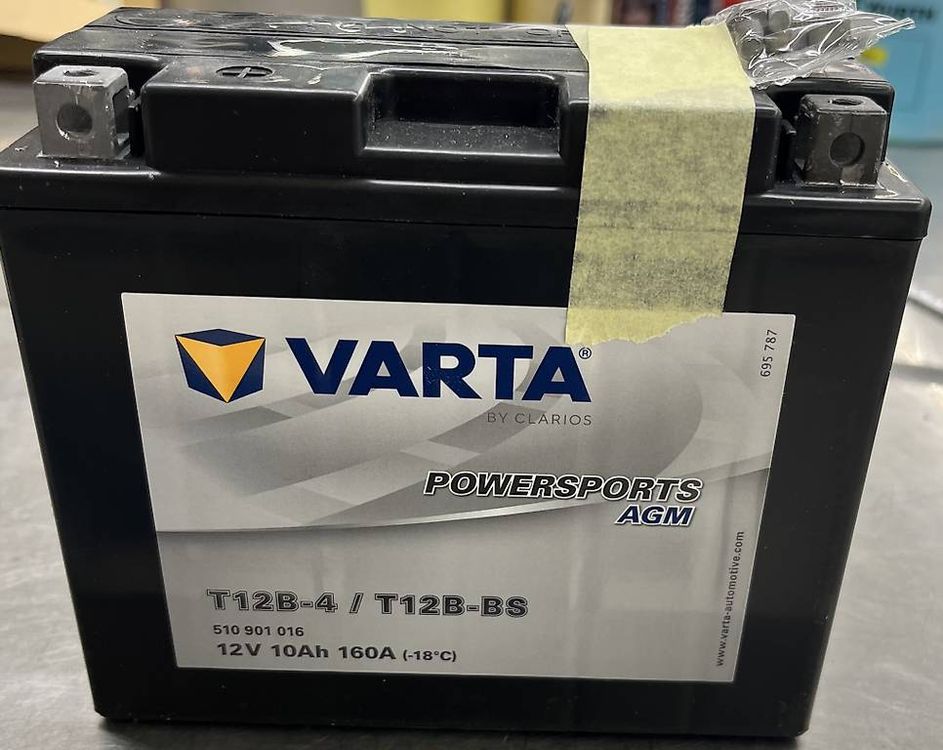 VARTA®
BY CLARIOS
695 787
POWERSPORTS
AGM
www.varta-automotive.com
T12B-4 / T12B-BS
510 901 016
12V 10Ah 160A (-18°C)